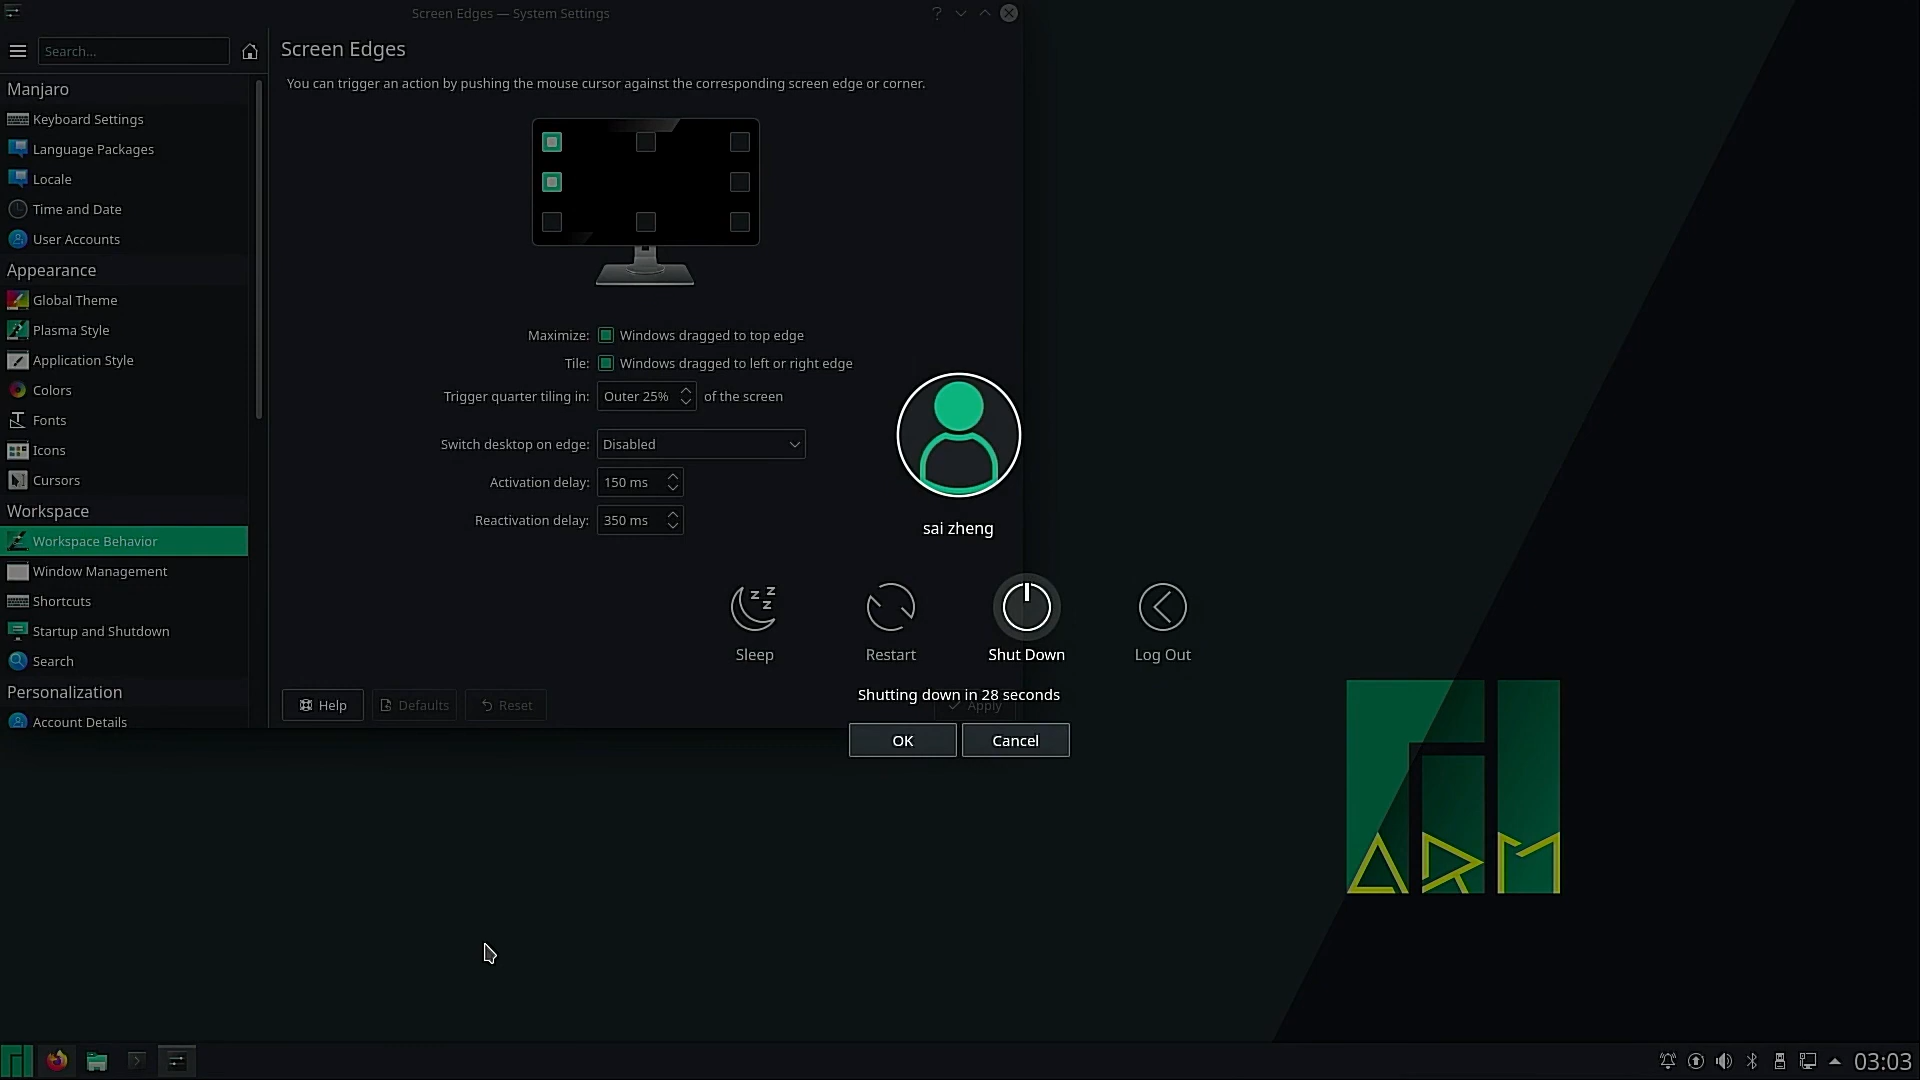 Screen Edges — System Settings
Search...
Screen Edges
You can trigger an action by pushing the mouse cursor against the corresponding screen edge or corner.
Manjaro
Keyboard Settings
Language Packages
Locale
Time and Date
User Accounts
Appearance
Global Theme
Plasma Style
Application Style
Colors
Fonts
Icons
Cursors
Workspace
Workspace Behavior
Window Management
Shortcuts
Startup and Shutdown
Search
Personalization
Account Details
Maximize: Windows dragged to top edge
Tile: Windows dragged to left or right edge
Trigger quarter tiling in: Outer 25% of the screen
Switch desktop on edge: Disabled
Activation delay: 150 ms
Reactivation delay: 350 ms
Help
Defaults
Reset
Apply
sai zheng
Sleep
Restart
Shut Down
Log Out
Shutting down in 28 seconds
OK
Cancel
ARM
03:03